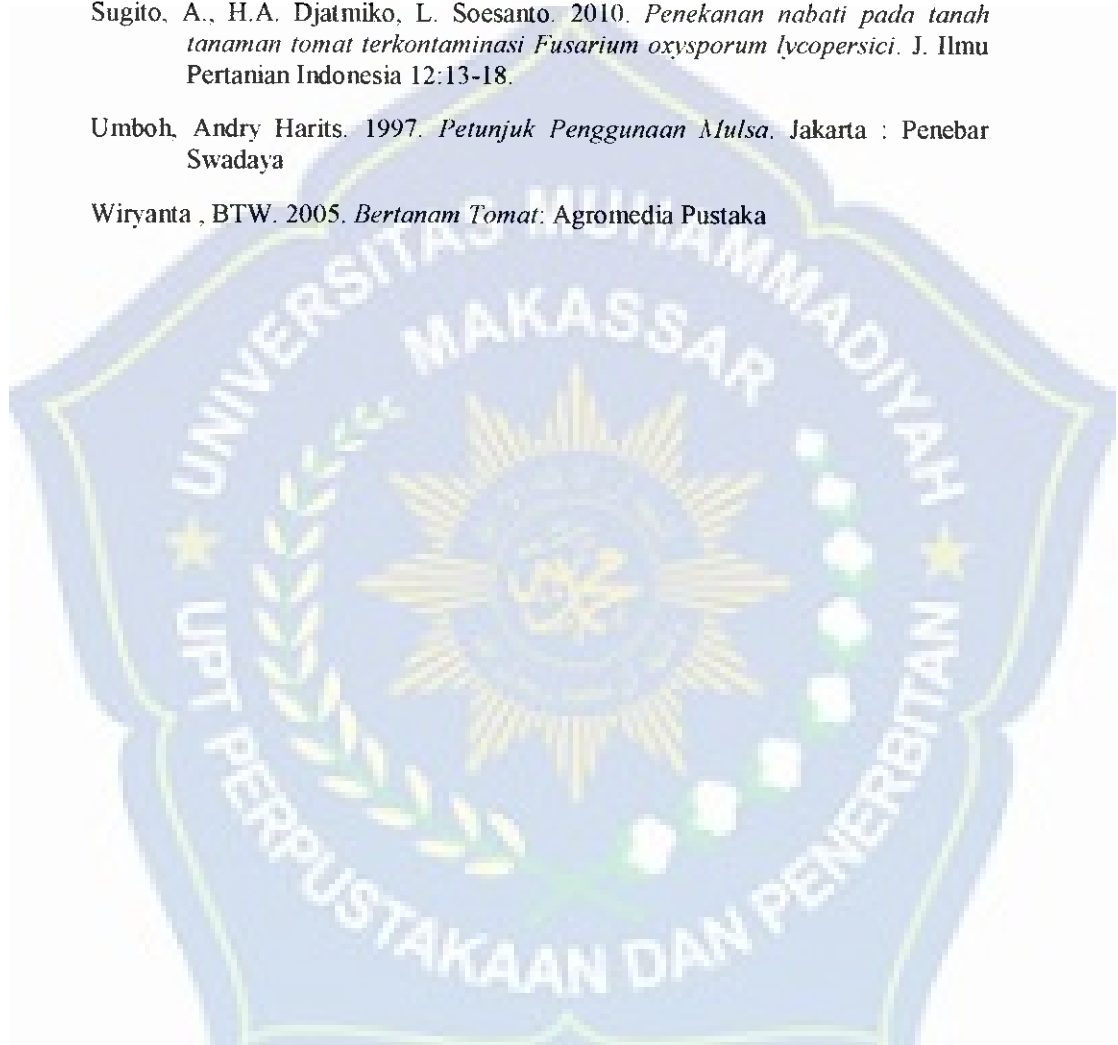 Sugito, A., H.A. Djatmiko, L. Soesanto. 2010. Penekanan nabati pada tanah
tanaman tomat terkontaminasi Fusarium oxysporum lycopersici. J. Ilmu
Pertanian Indonesia 12:13-18.
Umboh, Andry Harits. 1997. Petunjuk Penggunaan Mulsa. Jakarta : Penebar
Swadaya
Wiryanta , BTW. 2005. Bertanam Tomat: Agromedia Pustaka
UNIVERSITAS MUHAMMADIYAH
MAKASSAR
UPT PERPUSTAKAAN DAN PENERBITAN